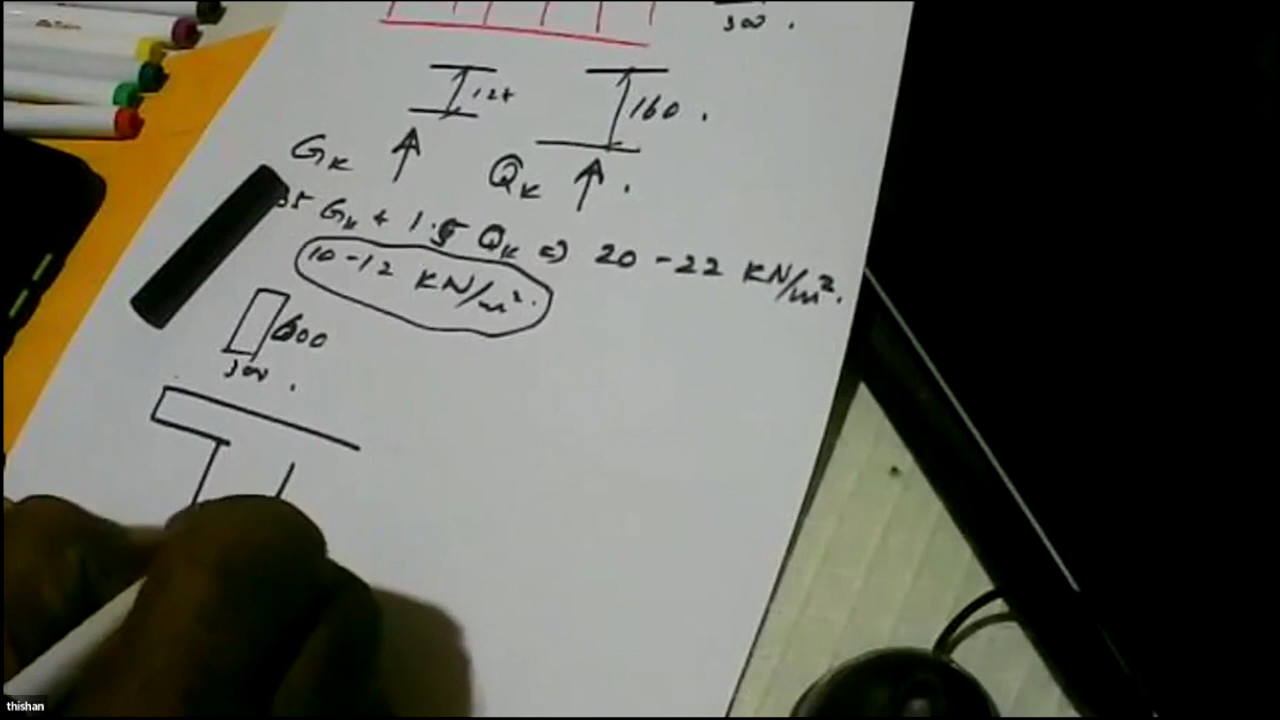 300 .
125
160 .
Gk Qk .
35 Gk + 1.5 Qk => 20 - 22 KN/m².
10 - 12 KN/m².
600
300 .
thishan